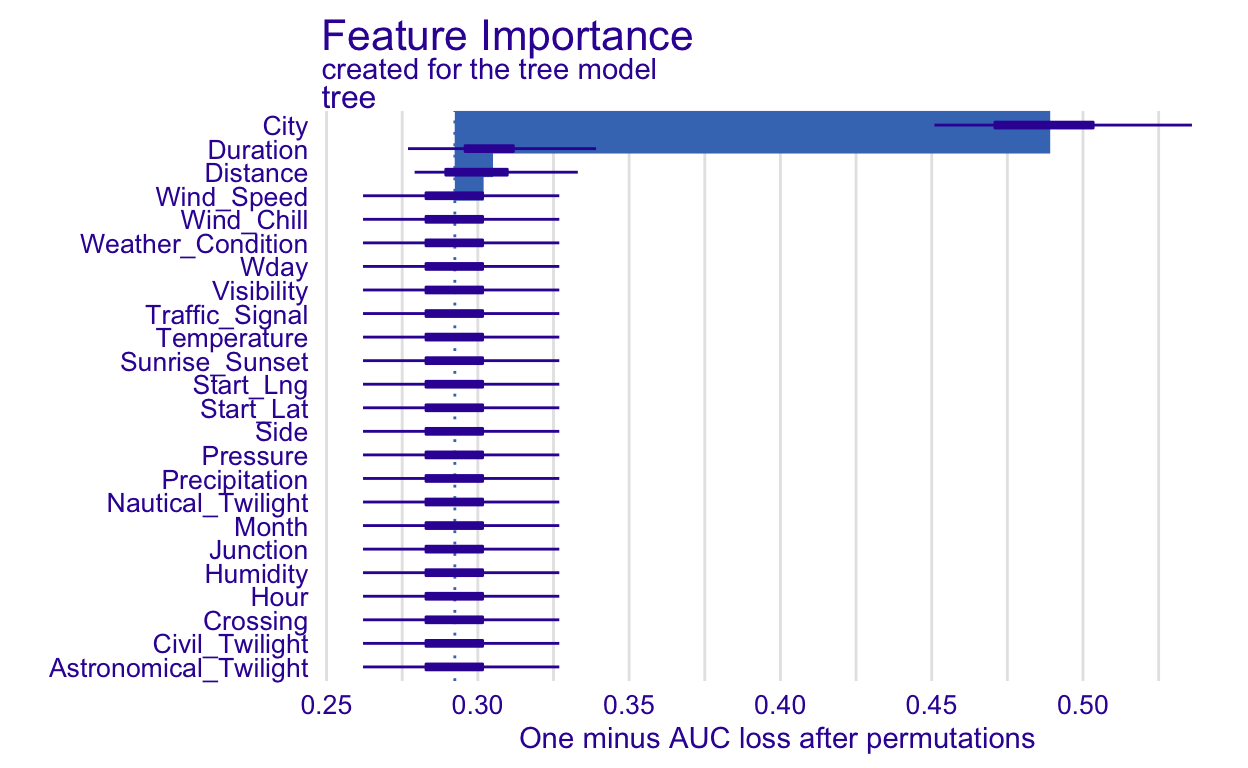 Feature Importance
created for the tree model
tree
City
Duration
Distance
Wind_Speed
Wind_Chill
Weather_Condition
Wday
Visibility
Traffic_Signal
Temperature
Sunrise_Sunset
Start_Lng
Start_Lat
Side
Pressure
Precipitation
Nautical_Twilight
Month
Junction
Humidity
Hour
Crossing
Civil_Twilight
Astronomical_Twilight
0.25 0.30 0.35 0.40 0.45 0.50
One minus AUC loss after permutations